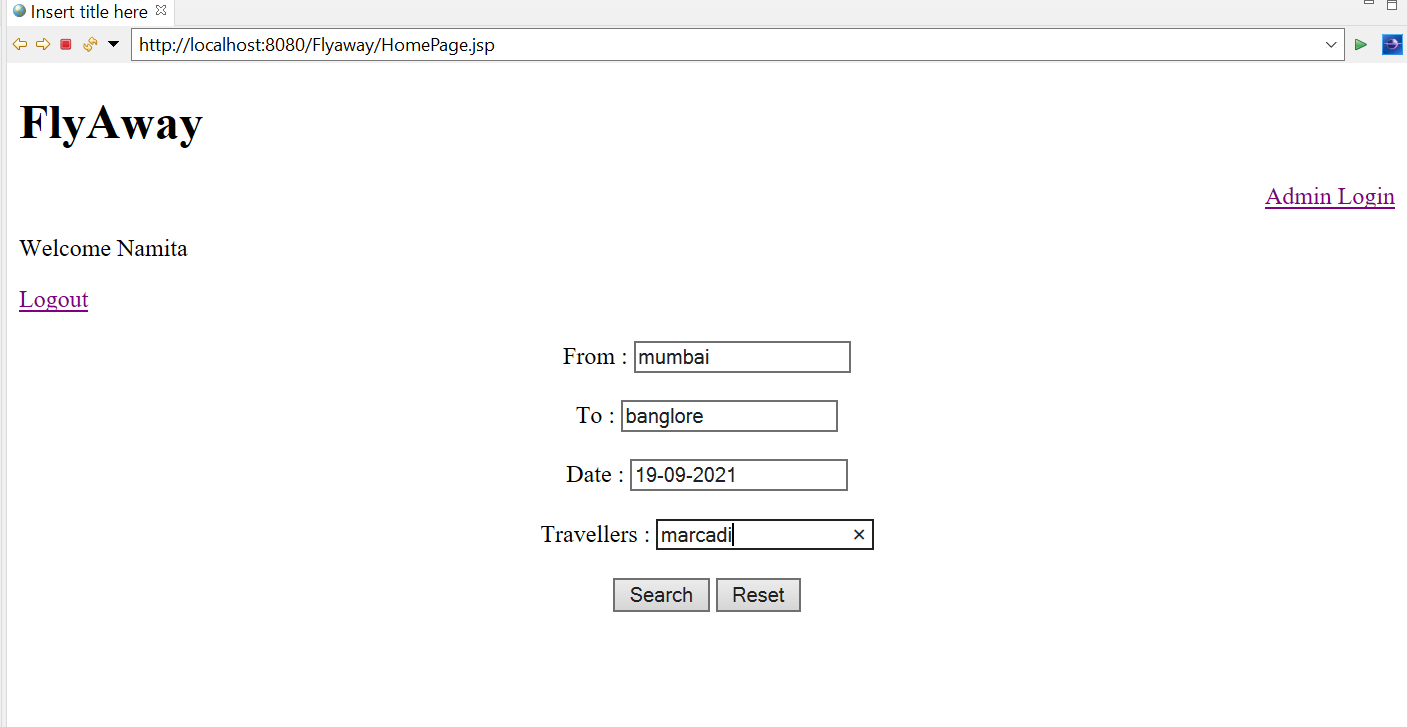 Insert title here
http://localhost:8080/Flyaway/HomePage.jsp
FlyAway
Admin Login
Welcome Namita
Logout
From : mumbai
To : banglore
Date : 19-09-2021
Travellers : marcadi
Search Reset